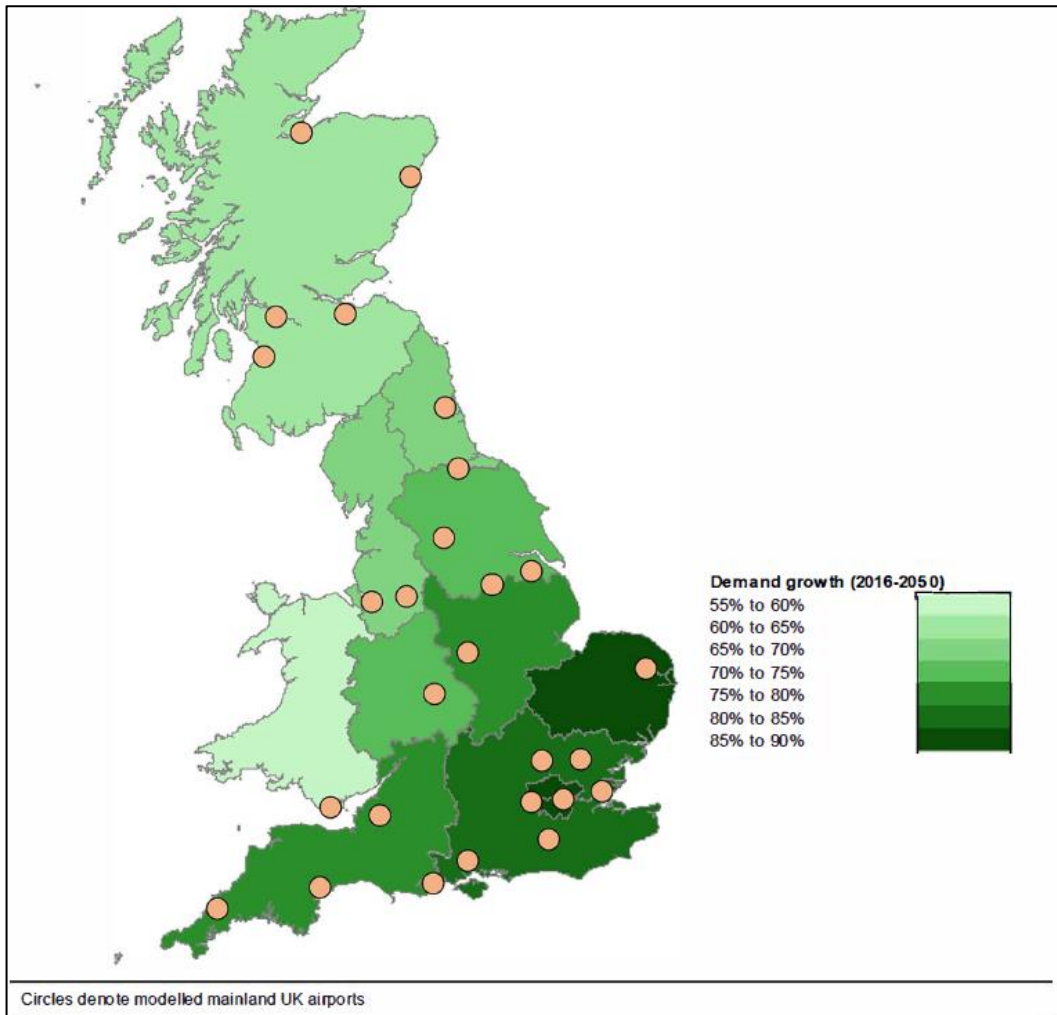 Demand growth (2016-2050)
55% to 60%
60% to 65%
65% to 70%
70% to 75%
75% to 80%
80% to 85%
85% to 90%
Circles denote modelled mainland UK airports